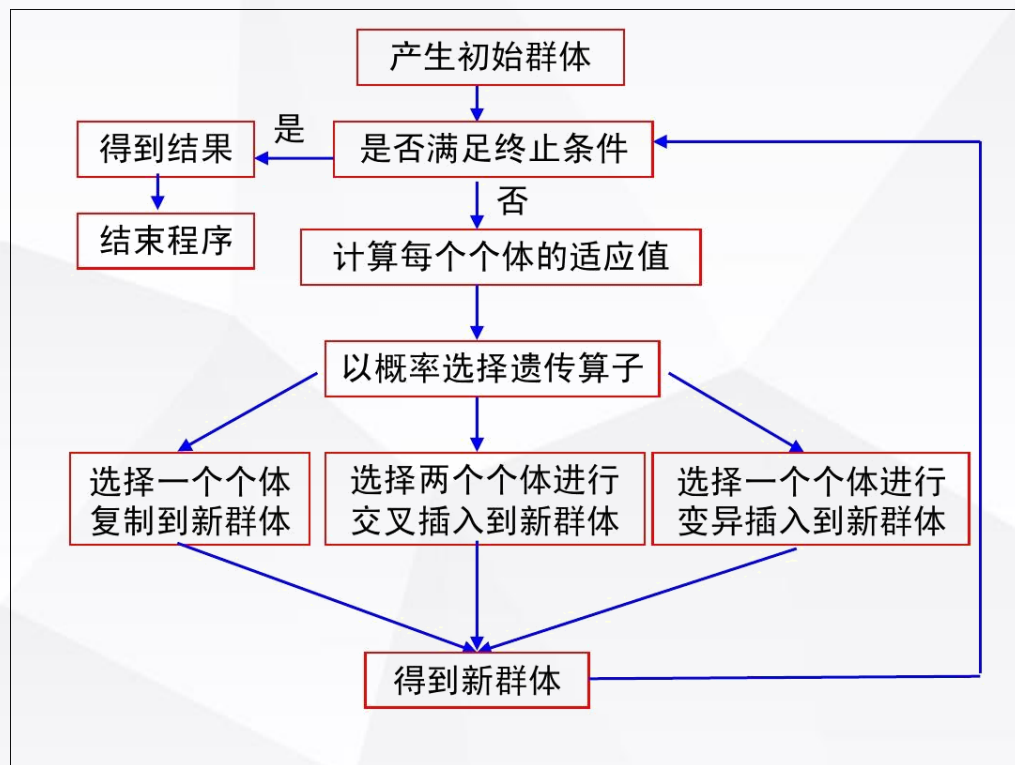 产生初始群体
是
得到结果
是否满足终止条件
否
结束程序
计算每个个体的适应值
以概率选择遗传算子
选择一个个体
复制到新群体
选择两个个体进行
交叉插入到新群体
选择一个个体进行
变异插入到新群体
得到新群体